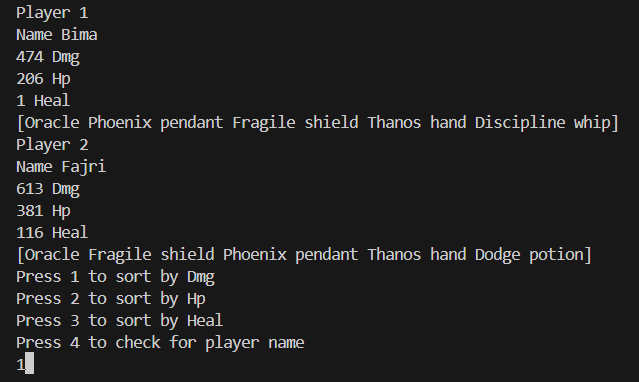 Player 1
Name Bima
474 Dmg
206 Hp
1 Heal
[Oracle Phoenix pendant Fragile shield Thanos hand Discipline whip]
Player 2
Name Fajri
613 Dmg
381 Hp
116 Heal
[Oracle Fragile shield Phoenix pendant Thanos hand Dodge potion]
Press 1 to sort by Dmg
Press 2 to sort by Hp
Press 3 to sort by Heal
Press 4 to check for player name
1